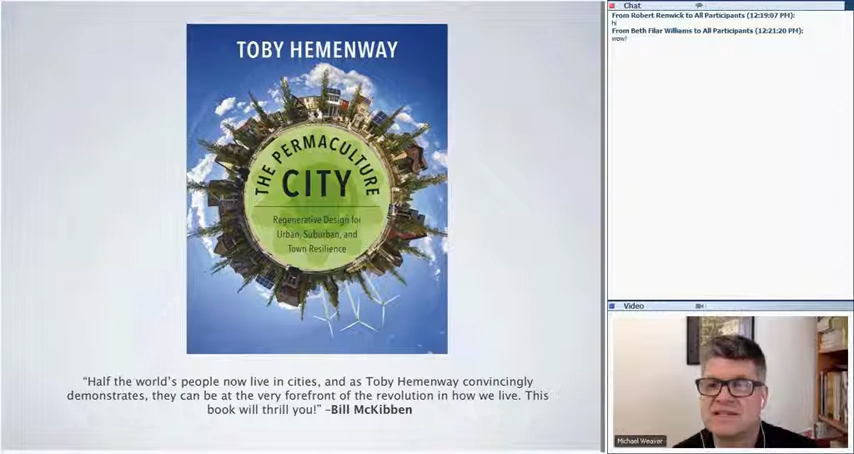 TOBY HEMENWAY
THE PERMACULTURE
CITY
Regenerative Design for
Urban, Suburban, and
Town Resilience
“Half the world’s people now live in cities, and as Toby Hemenway convincingly
demonstrates, they can be at the very forefront of the revolution in how we live. This
book will thrill you!” –Bill McKibben
Chat
From Robert Renwick to All Participants (12:19:07 PM):
hi
From Beth Filar Williams to All Participants (12:21:20 PM):
wow!
Video
Michael Weaver